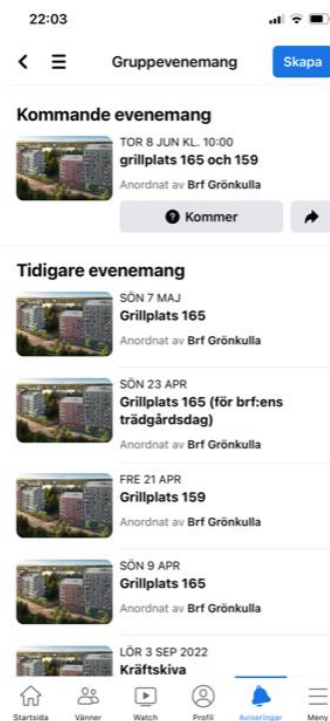 22:03
Gruppevenemang
Skapa
Kommande evenemang
TOR 8 JUN KL. 10:00
grillplats 165 och 159
Anordnat av Brf Grönkulla
Kommer
Tidigare evenemang
SÖN 7 MAJ
Grillplats 165
Anordnat av Brf Grönkulla
SÖN 23 APR
Grillplats 165 (för brf:ens
trädgårdsdag)
Anordnat av Brf Grönkulla
FRE 21 APR
Grillplats 159
Anordnat av Brf Grönkulla
SÖN 9 APR
Grillplats 165
Anordnat av Brf Grönkulla
LÖR 3 SEP 2022
Kräftskiva
Startsida
Vänner
Watch
Profil
Aviseringar
Meny